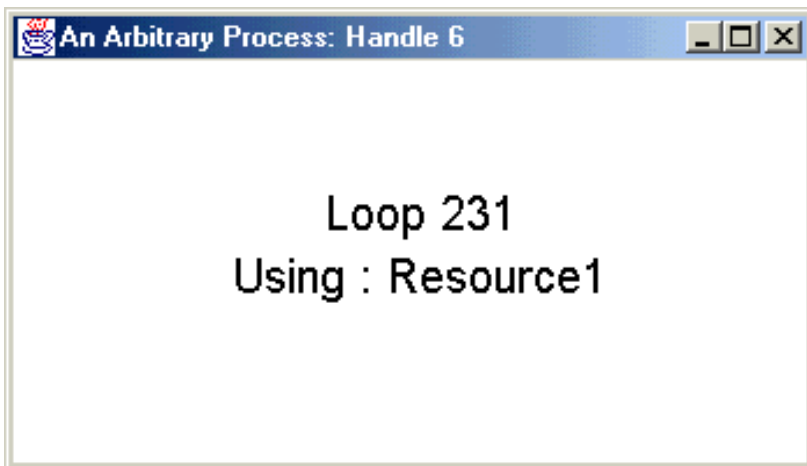 An Arbitrary Process: Handle 6
Loop 231
Using : Resource1